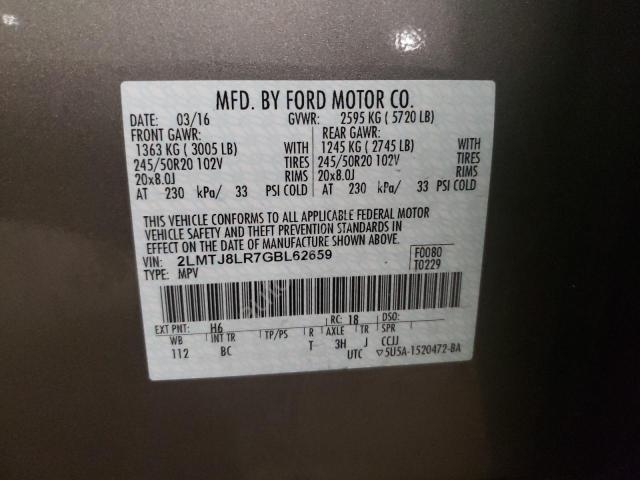 MFD. BY FORD MOTOR CO.
DATE: 03/16 GVWR: 2595 KG ( 5720 LB)
FRONT GAWR: REAR GAWR:
1363 KG ( 3005 LB) WITH 1245 KG ( 2745 LB) WITH
245/50R20 102V TIRES 245/50R20 102V TIRES
20x8.0J RIMS 20x8.0J RIMS
AT 230 kPa/ 33 PSI COLD AT 230 kPa/ 33 PSI COLD
THIS VEHICLE CONFORMS TO ALL APPLICABLE FEDERAL MOTOR
VEHICLE SAFETY AND THEFT PREVENTION STANDARDS IN
EFFECT ON THE DATE OF MANUFACTURE SHOWN ABOVE.
VIN: 2LMTJ8LR7GBL62659 F0080
TYPE: MPV T0229
EXT PNT: H6 RC: 18 DSO:
WB INT TR TP/PS R AXLE TR SPR
112 BC T 3H J CCJJ
UTC ▽5U5A-1520472-BA